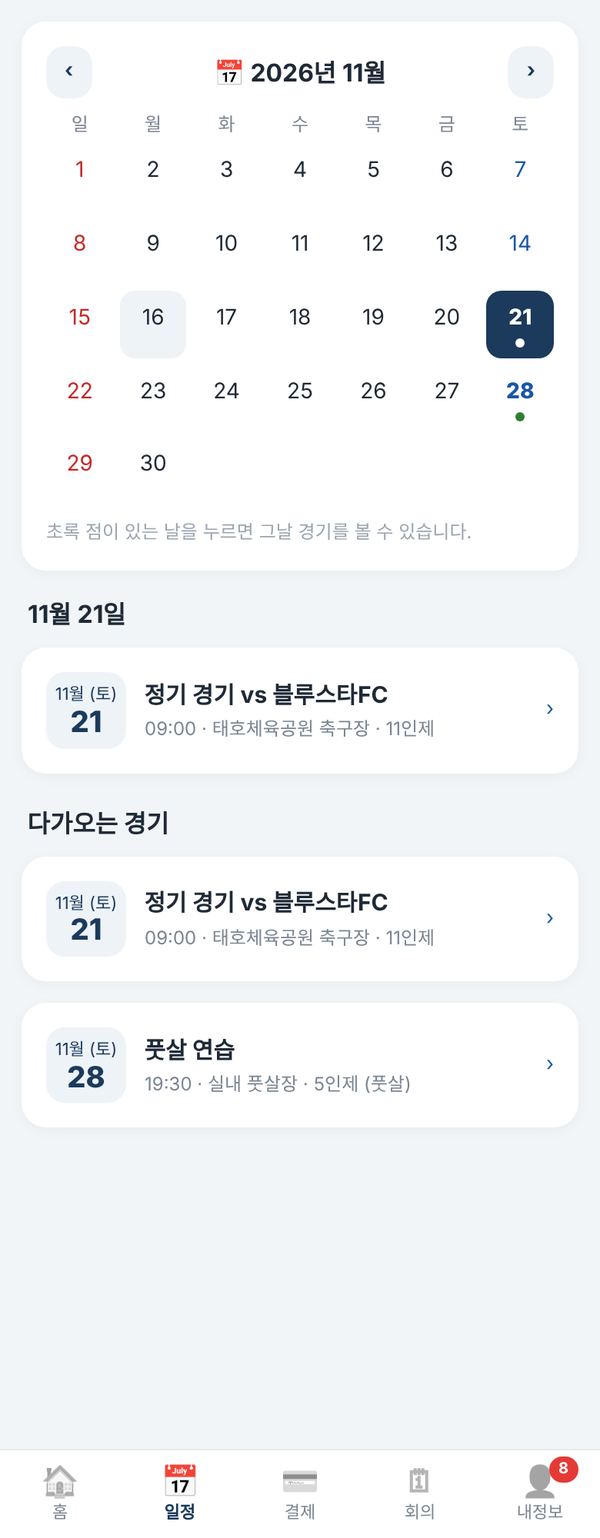 ‹ 📅 2026년 11월 ›
일 월 화 수 목 금 토
1 2 3 4 5 6 7
8 9 10 11 12 13 14
15 16 17 18 19 20 21
22 23 24 25 26 27 28
29 30
초록 점이 있는 날을 누르면 그날 경기를 볼 수 있습니다.
11월 21일
11월 (토)
21
정기 경기 vs 블루스타FC
09:00 · 태호체육공원 축구장 · 11인제
›
다가오는 경기
11월 (토)
21
정기 경기 vs 블루스타FC
09:00 · 태호체육공원 축구장 · 11인제
›
11월 (토)
28
풋살 연습
19:30 · 실내 풋살장 · 5인제 (풋살)
›
July
17
8
홈 일정 결제 회의 내정보